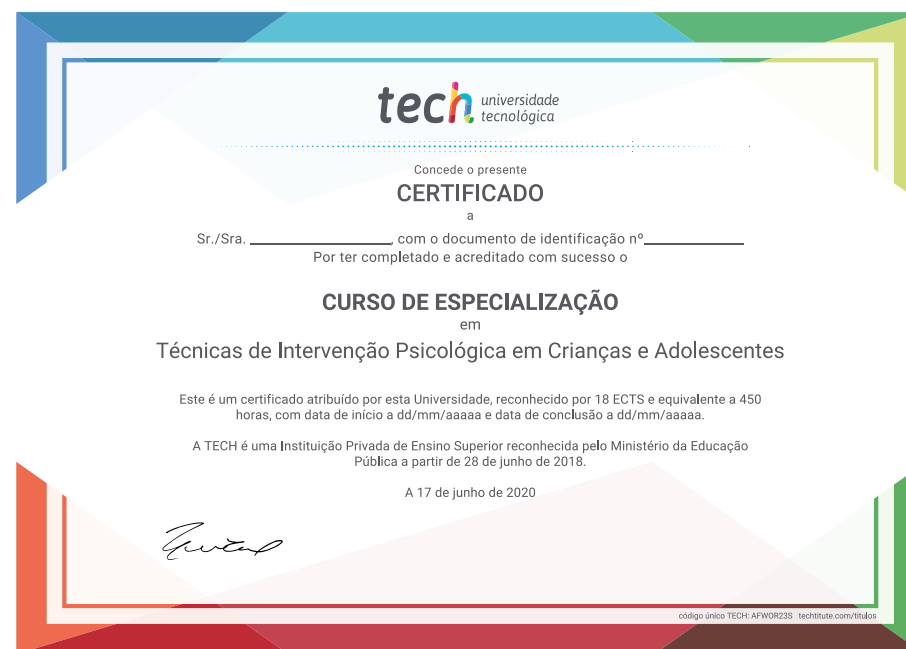 tech universidade
tecnológica
Concede o presente
CERTIFICADO
a
Sr./Sra. ________________, com o documento de identificação nº____________
Por ter completado e acreditado com sucesso o
CURSO DE ESPECIALIZAÇÃO
em
Técnicas de Intervenção Psicológica em Crianças e Adolescentes
Este é um certificado atribuído por esta Universidade, reconhecido por 18 ECTS e equivalente a 450
horas, com data de início a dd/mm/aaaaa e data de conclusão a dd/mm/aaaaa.
A TECH é uma Instituição Privada de Ensino Superior reconhecida pelo Ministério da Educação
Pública a partir de 28 de junho de 2018.
A 17 de junho de 2020
código único TECH: AFWOR23S techtitute.com/titulos